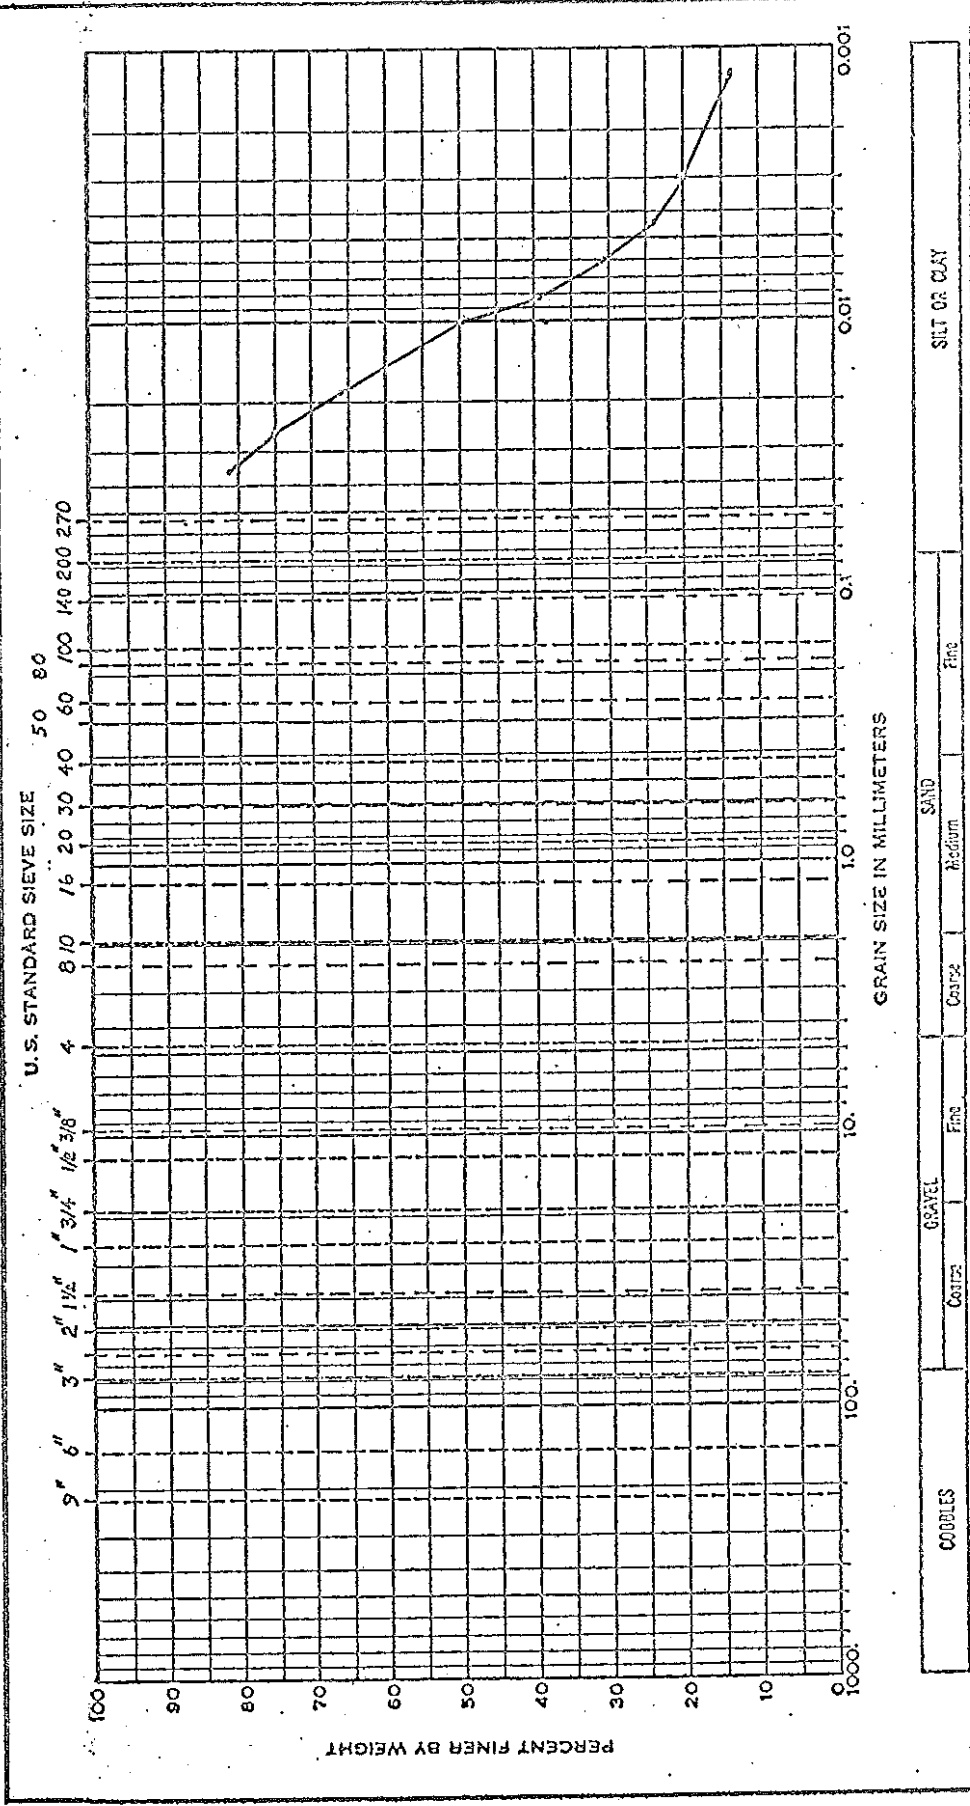 U.S. STANDARD SIEVE SIZE
50 80
9" 6" 3" 2" 1½" 1" 3/4" 1/2" 3/8" 4 8 10 16 20 30 40 60 100 140 200 270
PERCENT FINER BY WEIGHT
100
90
80
70
60
50
40
30
20
10
0
1000. 100. 10. 1.0 0.1 0.01 0.001
GRAIN SIZE IN MILLIMETERS
COBBLES GRAVEL SAND SILT OR CLAY
Coarse Fine Coarse Medium Fine